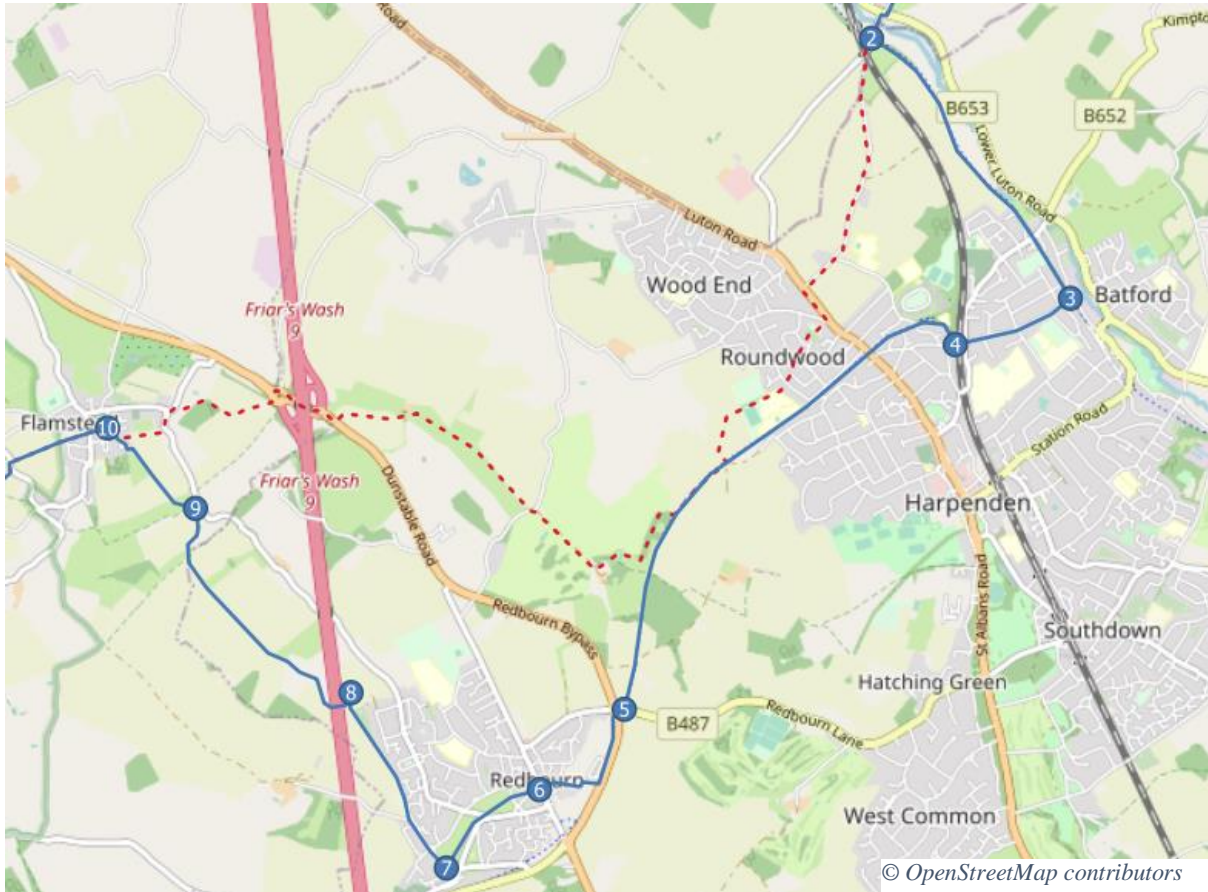 Road
Kimpto
2
B653
B652
Lower Luton Road
Luton Road
Wood End
3
Batford
Friar's Wash
9
4
Roundwood
Flamstead
10
Station Road
Friar's Wash
9
Dunstable Road
9
Harpenden
St Albans Road
Redbourn Bypass
Southdown
8
Hatching Green
5
B487
Redbourn Lane
Redbourn
6
West Common
7
© OpenStreetMap contributors